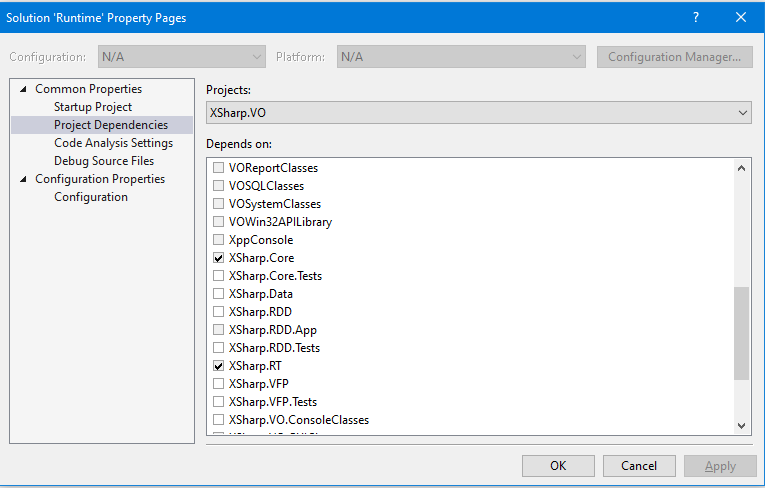 Solution 'Runtime' Property Pages
Configuration: N/A Platform: N/A Configuration Manager...
Common Properties
Startup Project
Project Dependencies
Code Analysis Settings
Debug Source Files
Configuration Properties
Configuration
Projects:
XSharp.VO
Depends on:
VOReportClasses
VOSQLClasses
VOSystemClasses
VOWin32APILibrary
XppConsole
XSharp.Core
XSharp.Core.Tests
XSharp.Data
XSharp.RDD
XSharp.RDD.App
XSharp.RDD.Tests
XSharp.RT
XSharp.VFP
XSharp.VFP.Tests
XSharp.VO.ConsoleClasses
OK Cancel Apply